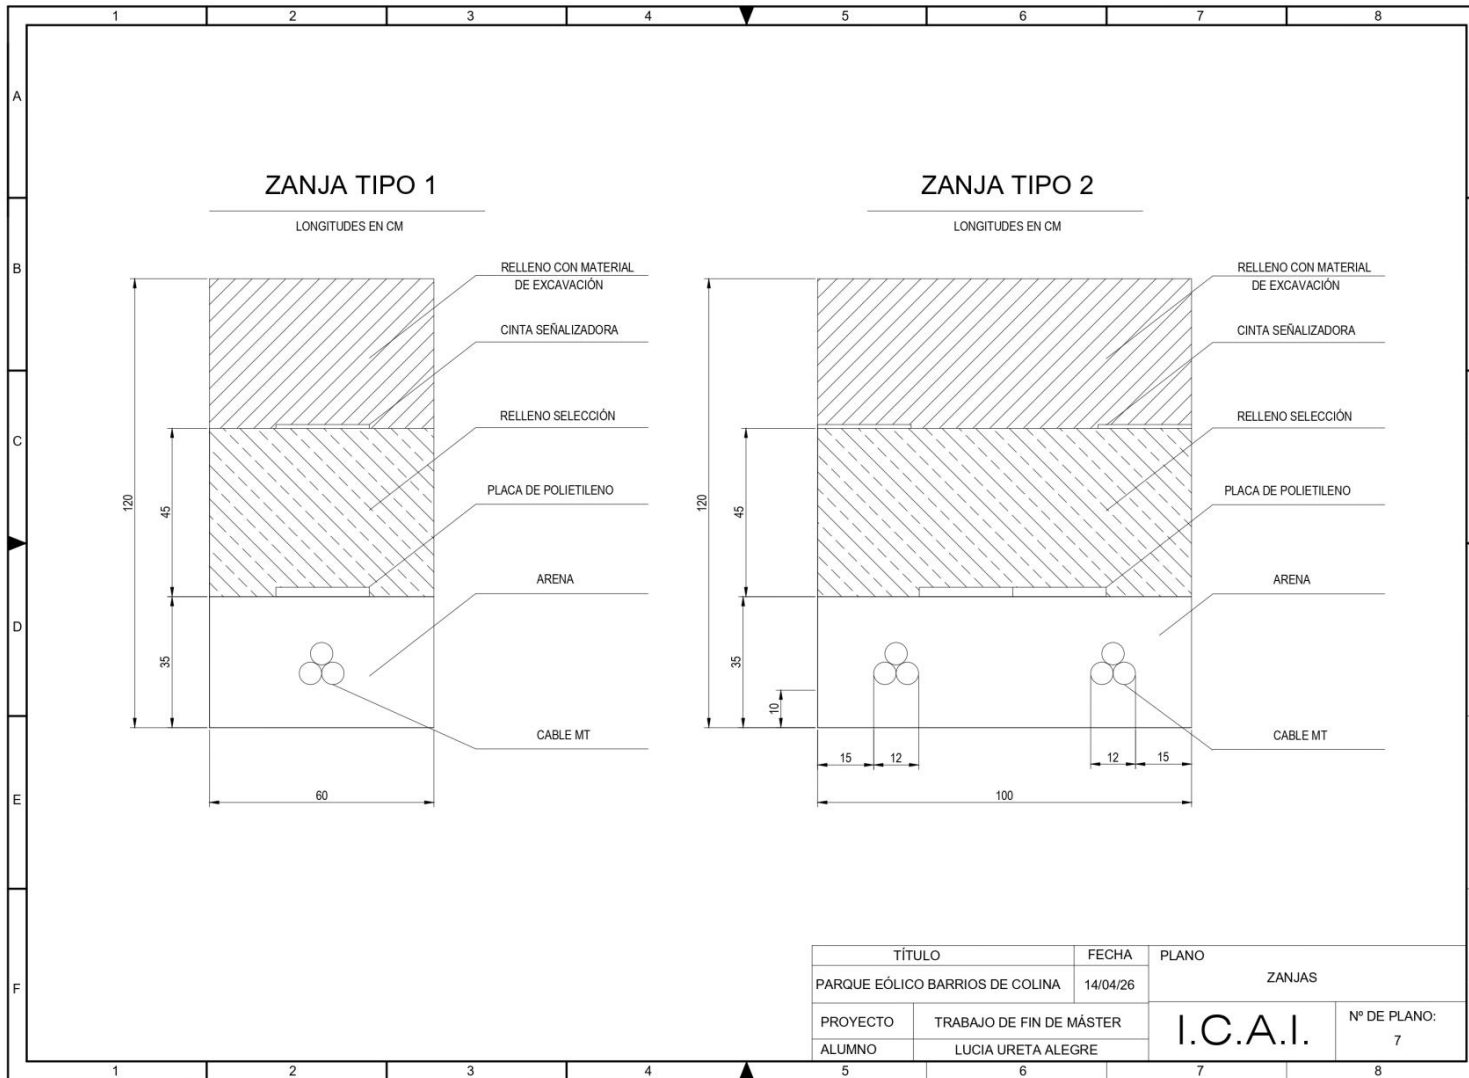 1 2 3 4 5 6 7 8
A
B
C
D
E
F
ZANJA TIPO 1
LONGITUDES EN CM
RELLENO CON MATERIAL
DE EXCAVACIÓN
CINTA SEÑALIZADORA
RELLENO SELECCIÓN
PLACA DE POLIETILENO
ARENA
CABLE MT
120
45
35
60
ZANJA TIPO 2
LONGITUDES EN CM
RELLENO CON MATERIAL
DE EXCAVACIÓN
CINTA SEÑALIZADORA
RELLENO SELECCIÓN
PLACA DE POLIETILENO
ARENA
CABLE MT
120
45
35
10
15 12 12 15
100
TÍTULO FECHA PLANO
PARQUE EÓLICO BARRIOS DE COLINA 14/04/26 ZANJAS
PROYECTO TRABAJO DE FIN DE MÁSTER
ALUMNO LUCIA URETA ALEGRE
I.C.A.I.
Nº DE PLANO:
7
1 2 3 4 5 6 7 8